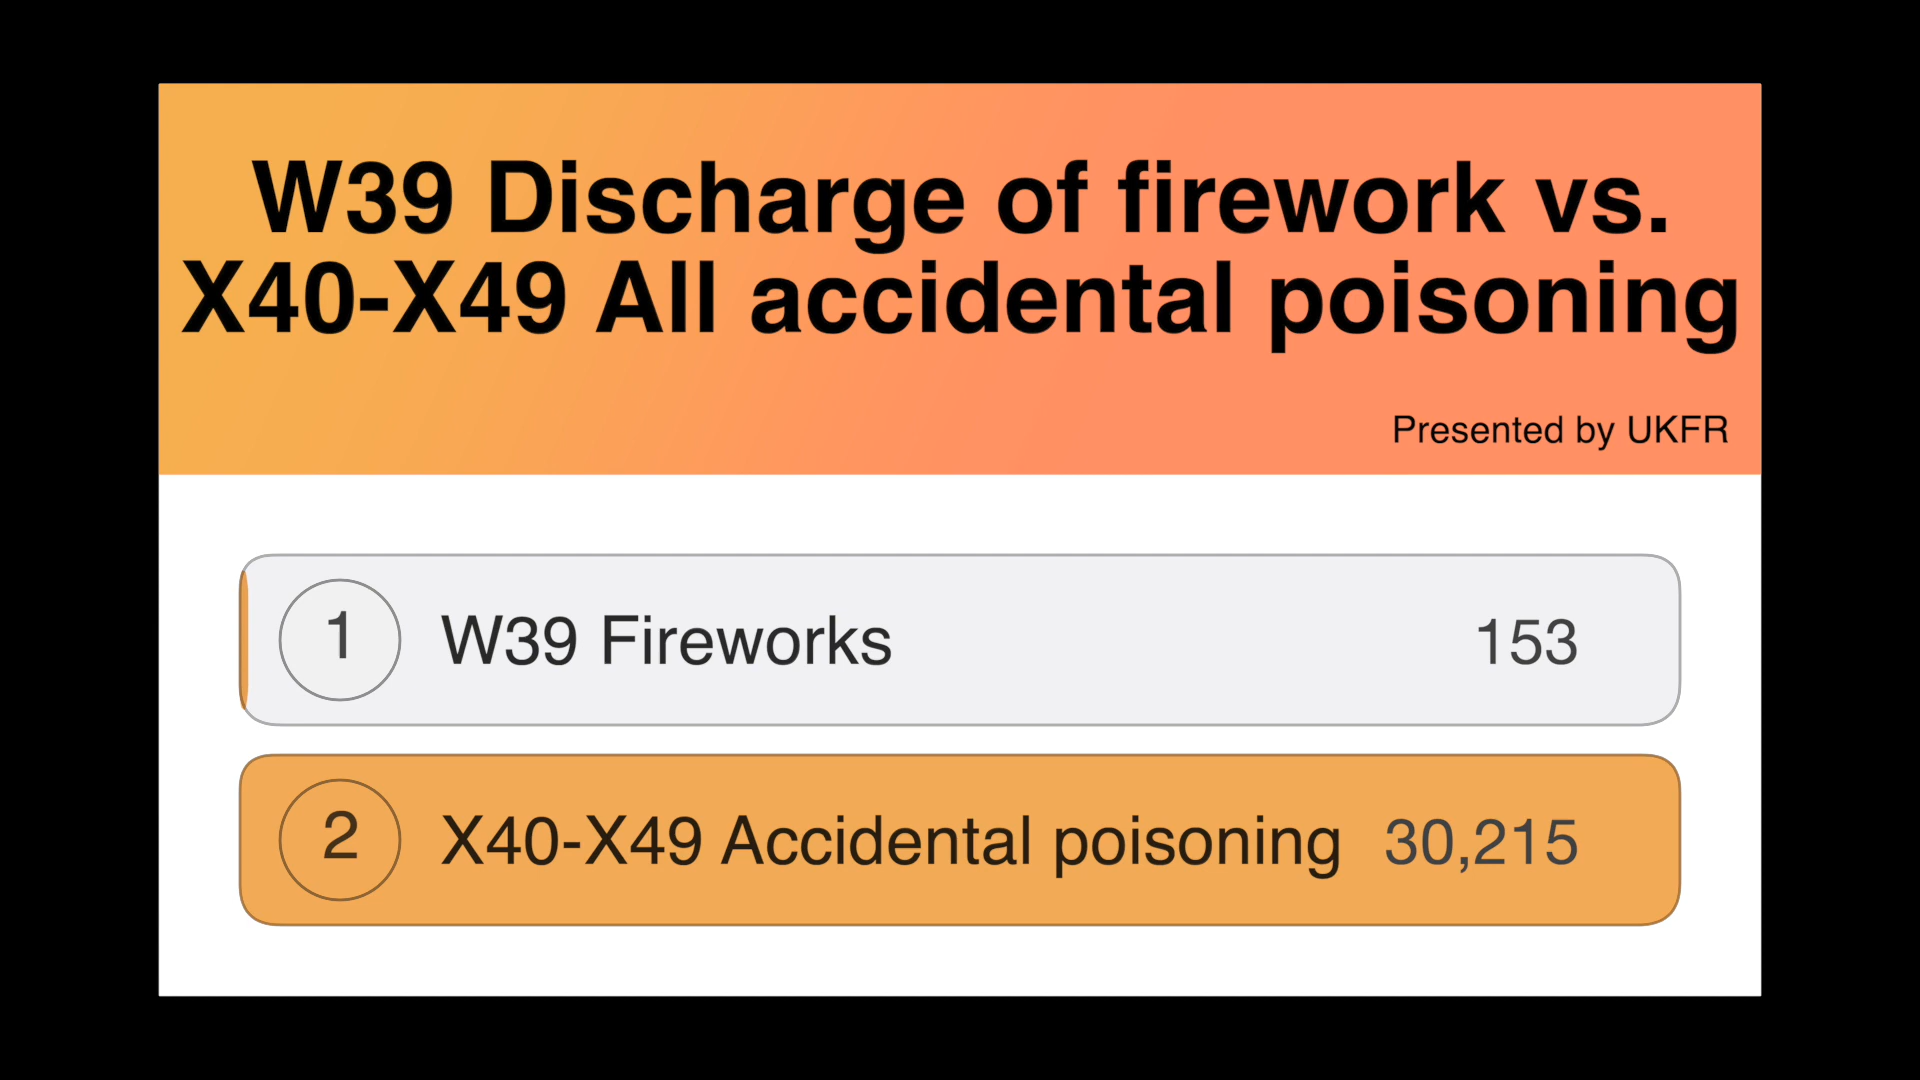 W39 Discharge of firework vs.
X40-X49 All accidental poisoning
Presented by UKFR
1 W39 Fireworks 153
2 X40-X49 Accidental poisoning 30,215